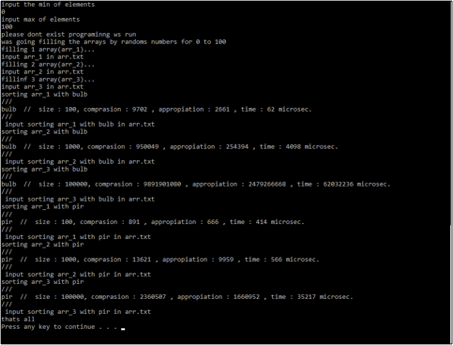 input the min of elements
0
input max of elements
100
please dont exist programinng ws run
was going filling the arrays by randoms numbers for 0 to 100
filling 1 array(arr_1)...
input arr_1 in arr.txt
filling 2 array(arr_2)...
input arr_2 in arr.txt
fillinf 3 array(arr_3)...
input arr_3 in arr.txt
sorting arr_1 with bulb
///
bulb  //  size : 100, comprasion : 9702 , appropiation : 2661 , time : 62 microsec.
///
 input sorting arr_1 with bulb in arr.txt
sorting arr_2 with bulb
///
bulb  //  size : 1000, comprasion : 950049 , appropiation : 254394 , time : 4098 microsec.
///
 input sorting arr_2 with bulb in arr.txt
sorting arr_3 with bulb
///
bulb  //  size : 100000, comprasion : 9891901080 , appropiation : 2479266668 , time : 62032236 microsec.
///
 input sorting arr_3 with bulb in arr.txt
sorting arr_1 with pir
///
pir  //  size : 100, comprasion : 891 , appropiation : 666 , time : 414 microsec.
///
 input sorting arr_1 with pir in arr.txt
sorting arr_2 with pir
///
pir  //  size : 1000, comprasion : 13621 , appropiation : 9959 , time : 566 microsec.
///
 input sorting arr_2 with pir in arr.txt
sorting arr_3 with pir
///
pir  //  size : 100000, comprasion : 2360507 , appropiation : 1660952 , time : 35217 microsec.
///
 input sorting arr_3 with pir in arr.txt
thats all
Press any key to continue . . .